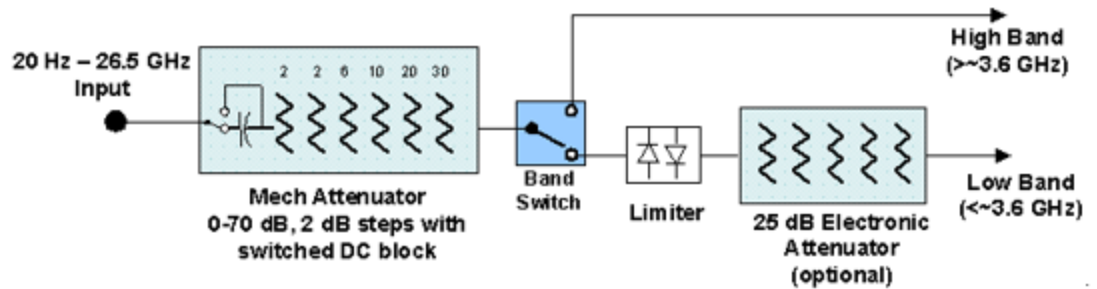 20 Hz – 26.5 GHz
Input
2 2 6 10 20 30
Mech Attenuator
0-70 dB, 2 dB steps with
switched DC block
Band
Switch
Limiter
25 dB Electronic
Attenuator
(optional)
High Band
(>~3.6 GHz)
Low Band
(<~3.6 GHz)